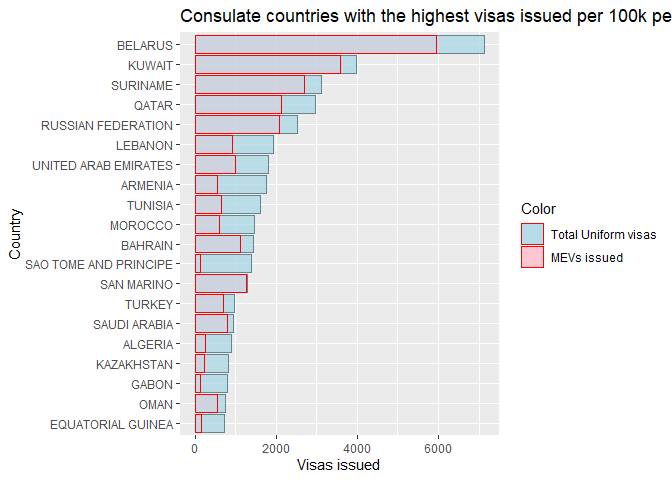 Consulate countries with the highest visas issued per 100k pe
BELARUS
KUWAIT
SURINAME
QATAR
RUSSIAN FEDERATION
LEBANON
UNITED ARAB EMIRATES
ARMENIA
TUNISIA
MOROCCO
BAHRAIN
SAO TOME AND PRINCIPE
SAN MARINO
TURKEY
SAUDI ARABIA
ALGERIA
KAZAKHSTAN
GABON
OMAN
EQUATORIAL GUINEA
Country
0 2000 4000 6000
Visas issued
Color
Total Uniform visas
MEVs issued